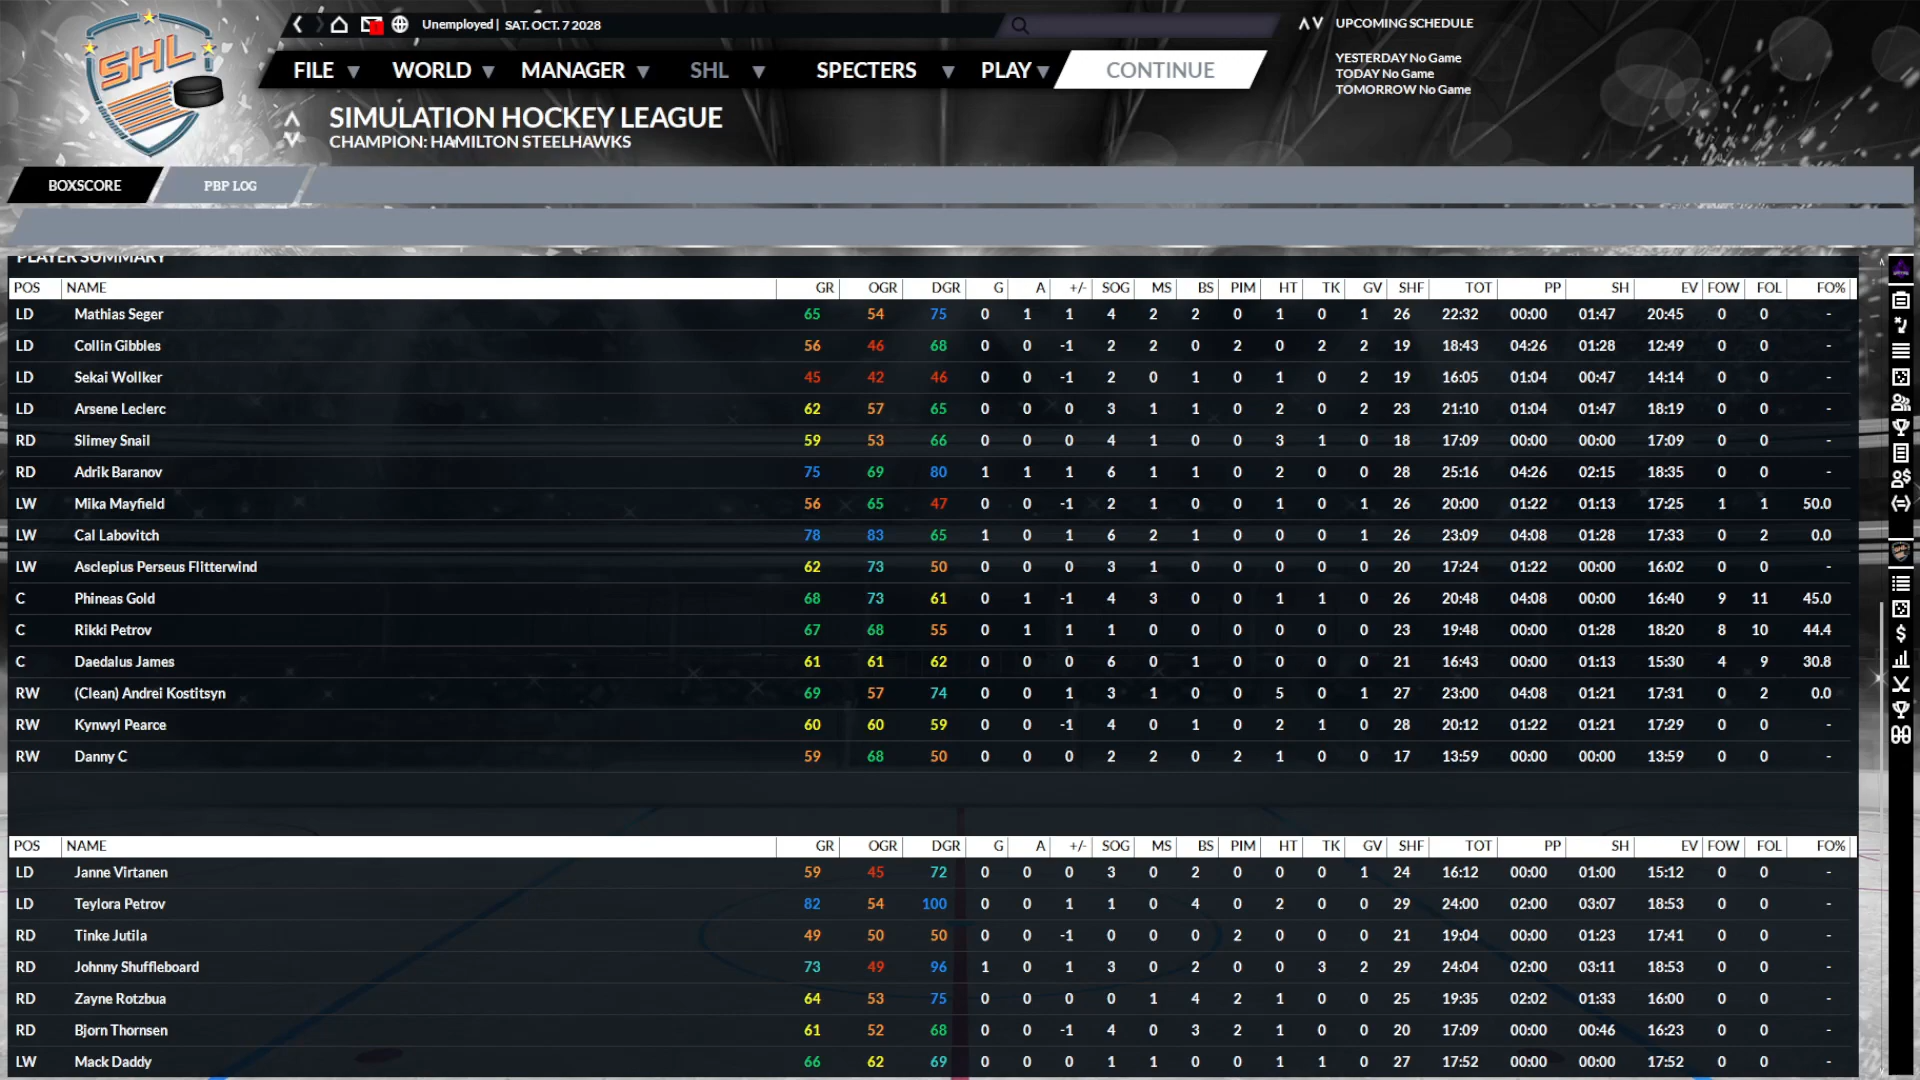 SHL
Unemployed | SAT. OCT. 7 2028
UPCOMING SCHEDULE
YESTERDAY No Game
TODAY No Game
TOMORROW No Game
FILE WORLD MANAGER SHL SPECTERS PLAY CONTINUE
SIMULATION HOCKEY LEAGUE
CHAMPION: HAMILTON STEELHAWKS
BOXSCORE PBP LOG
PLAYER SUMMARY
POS NAME GR OGR DGR G A +/- SOG MS BS PIM HT TK GV SHF TOT PP SH EV FOW FOL FO%
LD Mathias Seger 65 54 75 0 1 1 4 2 2 0 1 0 1 26 22:32 00:00 01:47 20:45 0 0 -
LD Collin Gibbles 56 46 68 0 0 -1 2 2 0 2 0 2 2 19 18:43 04:26 01:28 12:49 0 0 -
LD Sekai Wollker 45 42 46 0 0 -1 2 0 1 0 1 0 2 19 16:05 01:04 00:47 14:14 0 0 -
LD Arsene Leclerc 62 57 65 0 0 0 3 1 1 0 2 0 2 23 21:10 01:04 01:47 18:19 0 0 -
RD Slimey Snail 59 53 66 0 0 0 4 1 0 0 3 1 0 18 17:09 00:00 00:00 17:09 0 0 -
RD Adrik Baranov 75 69 80 1 1 1 6 1 1 0 2 0 0 28 25:16 04:26 02:15 18:35 0 0 -
LW Mika Mayfield 56 65 47 0 0 -1 2 1 0 0 1 0 1 26 20:00 01:22 01:13 17:25 1 1 50.0
LW Cal Labovitch 78 83 65 1 0 1 6 2 1 0 0 0 1 26 23:09 04:08 01:28 17:33 0 2 0.0
LW Asclepius Perseus Flitterwind 62 73 50 0 0 0 3 1 0 0 0 0 0 20 17:24 01:22 00:00 16:02 0 0 -
C Phineas Gold 68 73 61 0 1 -1 4 3 0 0 1 1 0 26 20:48 04:08 00:00 16:40 9 11 45.0
C Rikki Petrov 67 68 55 0 1 1 1 0 0 0 0 0 0 23 19:48 00:00 01:28 18:20 8 10 44.4
C Daedalus James 61 61 62 0 0 0 6 0 1 0 0 0 0 21 16:43 00:00 01:13 15:30 4 9 30.8
RW (Clean) Andrei Kostitsyn 69 57 74 0 0 1 3 1 0 0 5 0 1 27 23:00 04:08 01:21 17:31 0 2 0.0
RW Kynwyl Pearce 60 60 59 0 0 -1 4 0 1 0 2 1 0 28 20:12 01:22 01:21 17:29 0 0 -
RW Danny C 59 68 50 0 0 0 2 2 0 2 1 0 0 17 13:59 00:00 00:00 13:59 0 0 -
POS NAME GR OGR DGR G A +/- SOG MS BS PIM HT TK GV SHF TOT PP SH EV FOW FOL FO%
LD Janne Virtanen 59 45 72 0 0 0 3 0 2 0 0 0 1 24 16:12 00:00 01:00 15:12 0 0 -
LD Teylora Petrov 82 54 100 0 0 1 1 0 4 0 2 0 0 29 24:00 02:00 03:07 18:53 0 0 -
RD Tinke Jutila 49 50 50 0 0 -1 0 0 0 2 0 0 0 21 19:04 00:00 01:23 17:41 0 0 -
RD Johnny Shuffleboard 73 49 96 1 0 1 3 0 2 0 0 3 2 29 24:04 02:00 03:11 18:53 0 0 -
RD Zayne Rotzbua 64 53 75 0 0 0 0 1 4 2 1 0 0 25 19:35 02:02 01:33 16:00 0 0 -
RD Bjorn Thornsen 61 52 68 0 0 -1 4 0 3 2 1 0 0 20 17:09 00:00 00:46 16:23 0 0 -
LW Mack Daddy 66 62 69 0 0 0 1 1 0 0 1 1 0 27 17:52 00:00 00:00 17:52 0 0 -